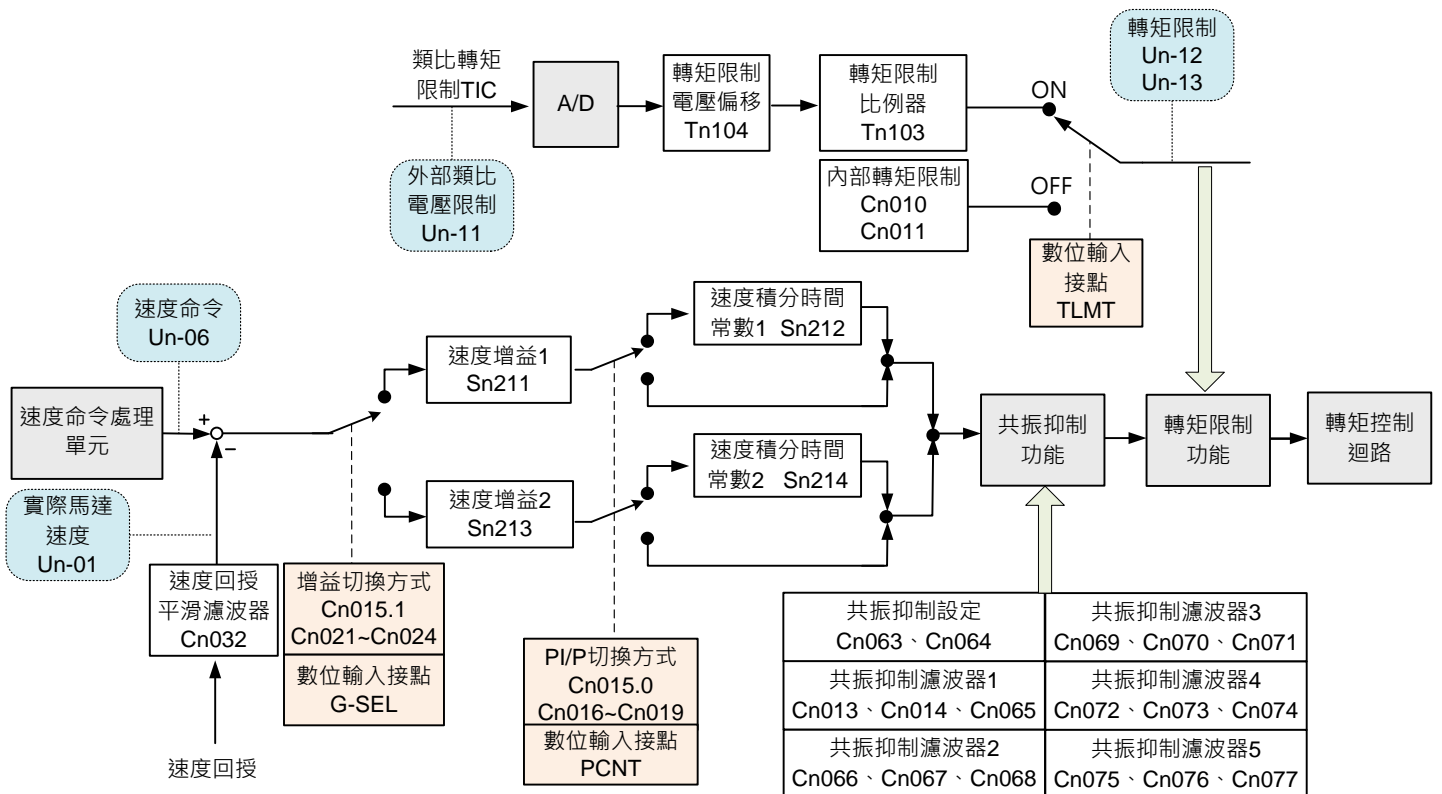 類比轉矩
限制TIC
A/D
轉矩限制
電壓偏移
Tn104
轉矩限制
比例器
Tn103
ON
轉矩限制
Un-12
Un-13
外部類比
電壓限制
Un-11
內部轉矩限制
Cn010
Cn011
OFF
數位輸入
接點
TLMT
速度命令
Un-06
速度命令處理
單元
+
−
實際馬達
速度
Un-01
速度回授
平滑濾波器
Cn032
速度回授
速度增益1
Sn211
速度增益2
Sn213
增益切換方式
Cn015.1
Cn021~Cn024
數位輸入接點
G-SEL
速度積分時間
常數1 Sn212
速度積分時間
常數2 Sn214
PI/P切換方式
Cn015.0
Cn016~Cn019
數位輸入接點
PCNT
共振抑制
功能
轉矩限制
功能
轉矩控制
迴路
共振抑制設定
Cn063、Cn064
共振抑制濾波器3
Cn069、Cn070、Cn071
共振抑制濾波器1
Cn013、Cn014、Cn065
共振抑制濾波器4
Cn072、Cn073、Cn074
共振抑制濾波器2
Cn066、Cn067、Cn068
共振抑制濾波器5
Cn075、Cn076、Cn077